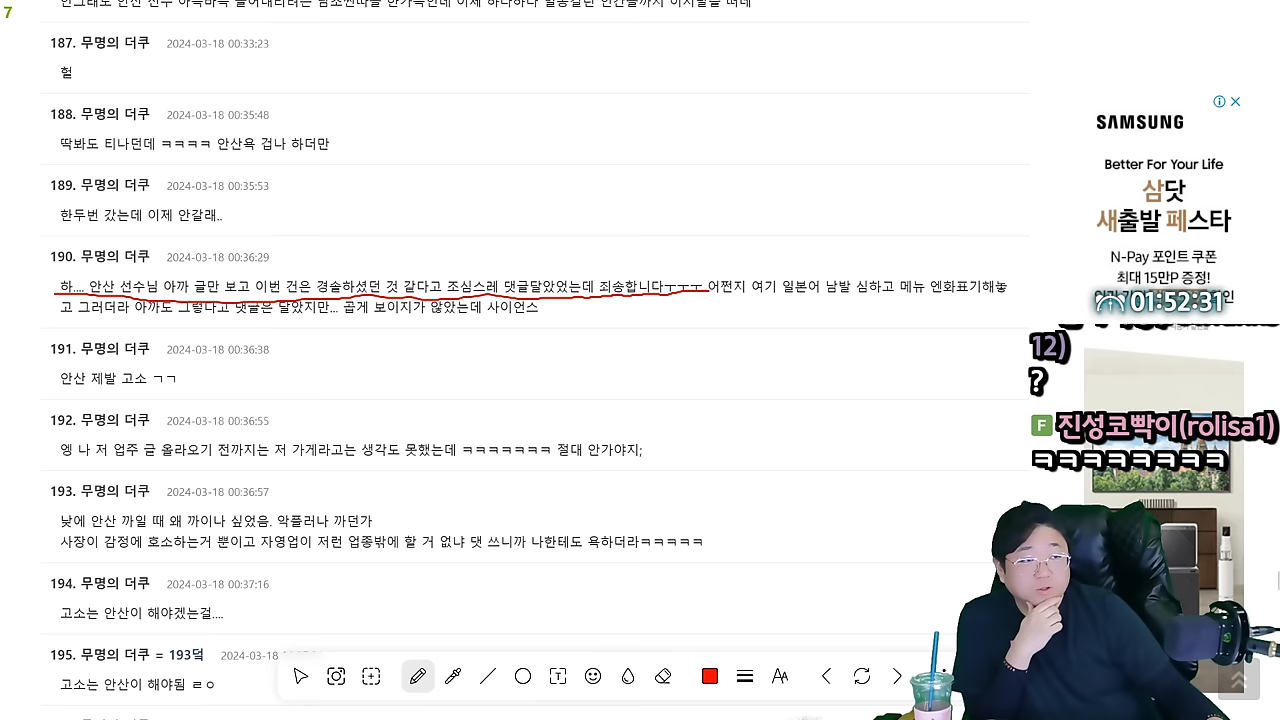 7
187. 무명의 더쿠 2024-03-18 00:33:23
헐
188. 무명의 더쿠 2024-03-18 00:35:48
딱봐도 티나던데 ㅋㅋㅋㅋ 안산욕 겁나 하더만
189. 무명의 더쿠 2024-03-18 00:35:53
한두번 갔는데 이제 안갈래..
190. 무명의 더쿠 2024-03-18 00:36:29
하.... 안산 선수님 아까 글만 보고 이번 건은 경솔하셨던 것 같다고 조심스레 댓글달았었는데 죄송합니다ㅜㅜㅜ 어쩐지 여기 일본어 남발 심하고 메뉴 엔화표기해놓
고 그러더라 아까도 그렇다고 댓글은 달았지만... 곱게 보이지가 않았는데 사이언스
191. 무명의 더쿠 2024-03-18 00:36:38
안산 제발 고소 ㄱㄱ
192. 무명의 더쿠 2024-03-18 00:36:55
엥 나 저 업주 글 올라오기 전까지는 저 가게라고는 생각도 못했는데 ㅋㅋㅋㅋㅋㅋㅋ 절대 안가야지;
193. 무명의 더쿠 2024-03-18 00:36:57
낮에 안산 까일 때 왜 까이나 싶었음. 악플러나 까던가
사장이 감정에 호소하는거 뿐이고 자영업이 저런 업종밖에 할 거 없냐 댓 쓰니까 나한테도 욕하더라ㅋㅋㅋㅋㅋ
194. 무명의 더쿠 2024-03-18 00:37:16
고소는 안산이 해야겠는걸....
195. 무명의 더쿠 = 193덕 2024-03-18
고소는 안산이 해야됨 ㄹㅇ
SAMSUNG
Better For Your Life
삼닷
새출발 페스타
N-Pay 포인트 쿠폰
최대 15만P 증정!
01:52:31
12)
?
F 진성코빡이(rolisa1)
ㅋㅋㅋㅋㅋㅋㅋㅋ